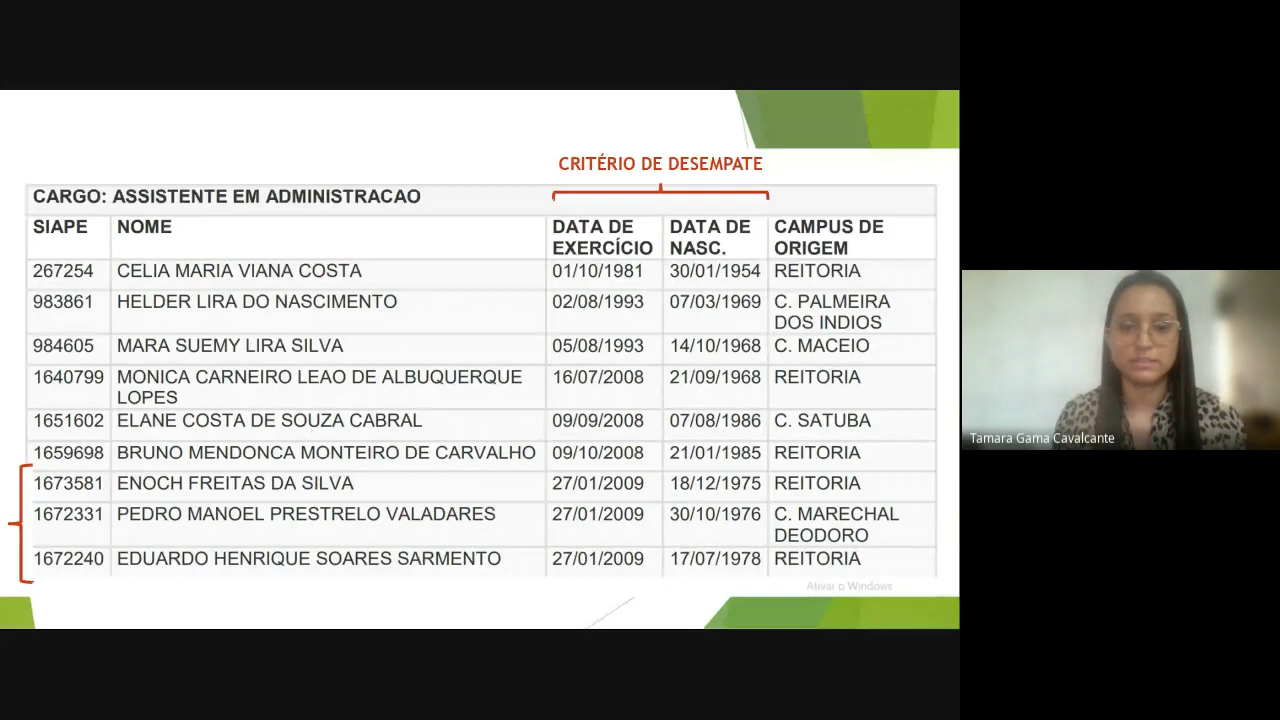 CRITÉRIO DE DESEMPATE
CARGO: ASSISTENTE EM ADMINISTRACAO
SIAPE NOME DATA DE EXERCÍCIO DATA DE NASC. CAMPUS DE ORIGEM
267254 CELIA MARIA VIANA COSTA 01/10/1981 30/01/1954 REITORIA
983861 HELDER LIRA DO NASCIMENTO 02/08/1993 07/03/1969 C. PALMEIRA DOS INDIOS
984605 MARA SUEMY LIRA SILVA 05/08/1993 14/10/1968 C. MACEIO
1640799 MONICA CARNEIRO LEAO DE ALBUQUERQUE LOPES 16/07/2008 21/09/1968 REITORIA
1651602 ELANE COSTA DE SOUZA CABRAL 09/09/2008 07/08/1986 C. SATUBA
1659698 BRUNO MENDONCA MONTEIRO DE CARVALHO 09/10/2008 21/01/1985 REITORIA
1673581 ENOCH FREITAS DA SILVA 27/01/2009 18/12/1975 REITORIA
1672331 PEDRO MANOEL PRESTRELO VALADARES 27/01/2009 30/10/1976 C. MARECHAL DEODORO
1672240 EDUARDO HENRIQUE SOARES SARMENTO 27/01/2009 17/07/1978 REITORIA
Ativar o Windows
Tamara Gama Cavalcante